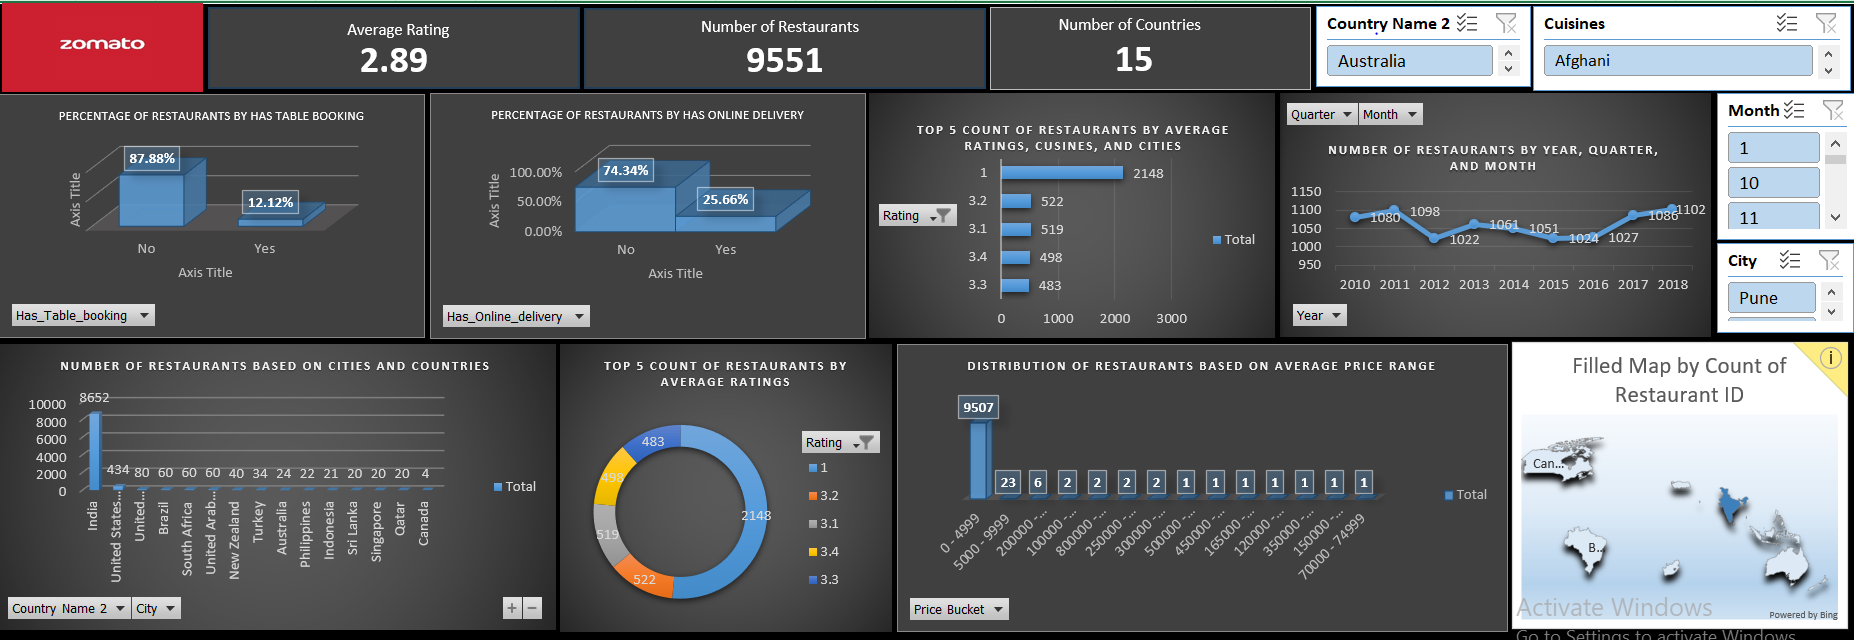 zomato
Average Rating
2.89
Number of Restaurants
9551
Number of Countries
15
Country Name 2
Australia
Cuisines
Afghani
PERCENTAGE OF RESTAURANTS BY HAS TABLE BOOKING
Axis Title
87.88%
12.12%
No Yes
Axis Title
Has_Table_booking
PERCENTAGE OF RESTAURANTS BY HAS ONLINE DELIVERY
Axis Title
100.00%
50.00%
0.00%
74.34%
25.66%
No Yes
Axis Title
Has_Online_delivery
TOP 5 COUNT OF RESTAURANTS BY AVERAGE
RATINGS, CUSINES, AND CITIES
Rating
1 2148
3.2 522
3.1 519
3.4 498
3.3 483
0 1000 2000 3000
Total
Quarter Month
NUMBER OF RESTAURANTS BY YEAR, QUARTER,
AND MONTH
1150
1100
1050
1000
950
1080 1098 1022 1061 1051 1024 1027 1086 1102
2010 2011 2012 2013 2014 2015 2016 2017 2018
Year
Month
1
10
11
City
Pune
NUMBER OF RESTAURANTS BASED ON CITIES AND COUNTRIES
10000
8000
6000
4000
2000
0
8652 434 80 60 60 60 40 34 24 22 21 20 20 20 4
India
United States...
United...
Brazil
South Africa
United Arab...
New Zealand
Turkey
Australia
Philippines
Indonesia
Sri Lanka
Singapore
Qatar
Canada
Total
Country Name 2 City
+ −
TOP 5 COUNT OF RESTAURANTS BY
AVERAGE RATINGS
483
498
519
522
2148
Rating
1
3.2
3.1
3.4
3.3
DISTRIBUTION OF RESTAURANTS BASED ON AVERAGE PRICE RANGE
9507 23 6 2 2 2 2 1 1 1 1 1 1 1
0 - 4999
5000 - 9999
200000 -...
100000 -...
800000 -...
250000 -...
300000 -...
500000 -...
450000 -...
165000 -...
120000 -...
350000 -...
150000 -...
70000 - 74999
Total
Price Bucket
Filled Map by Count of
Restaurant ID
i
Can...
B...
Powered by Bing
Activate Windows
Go to Settings to activate Windows.